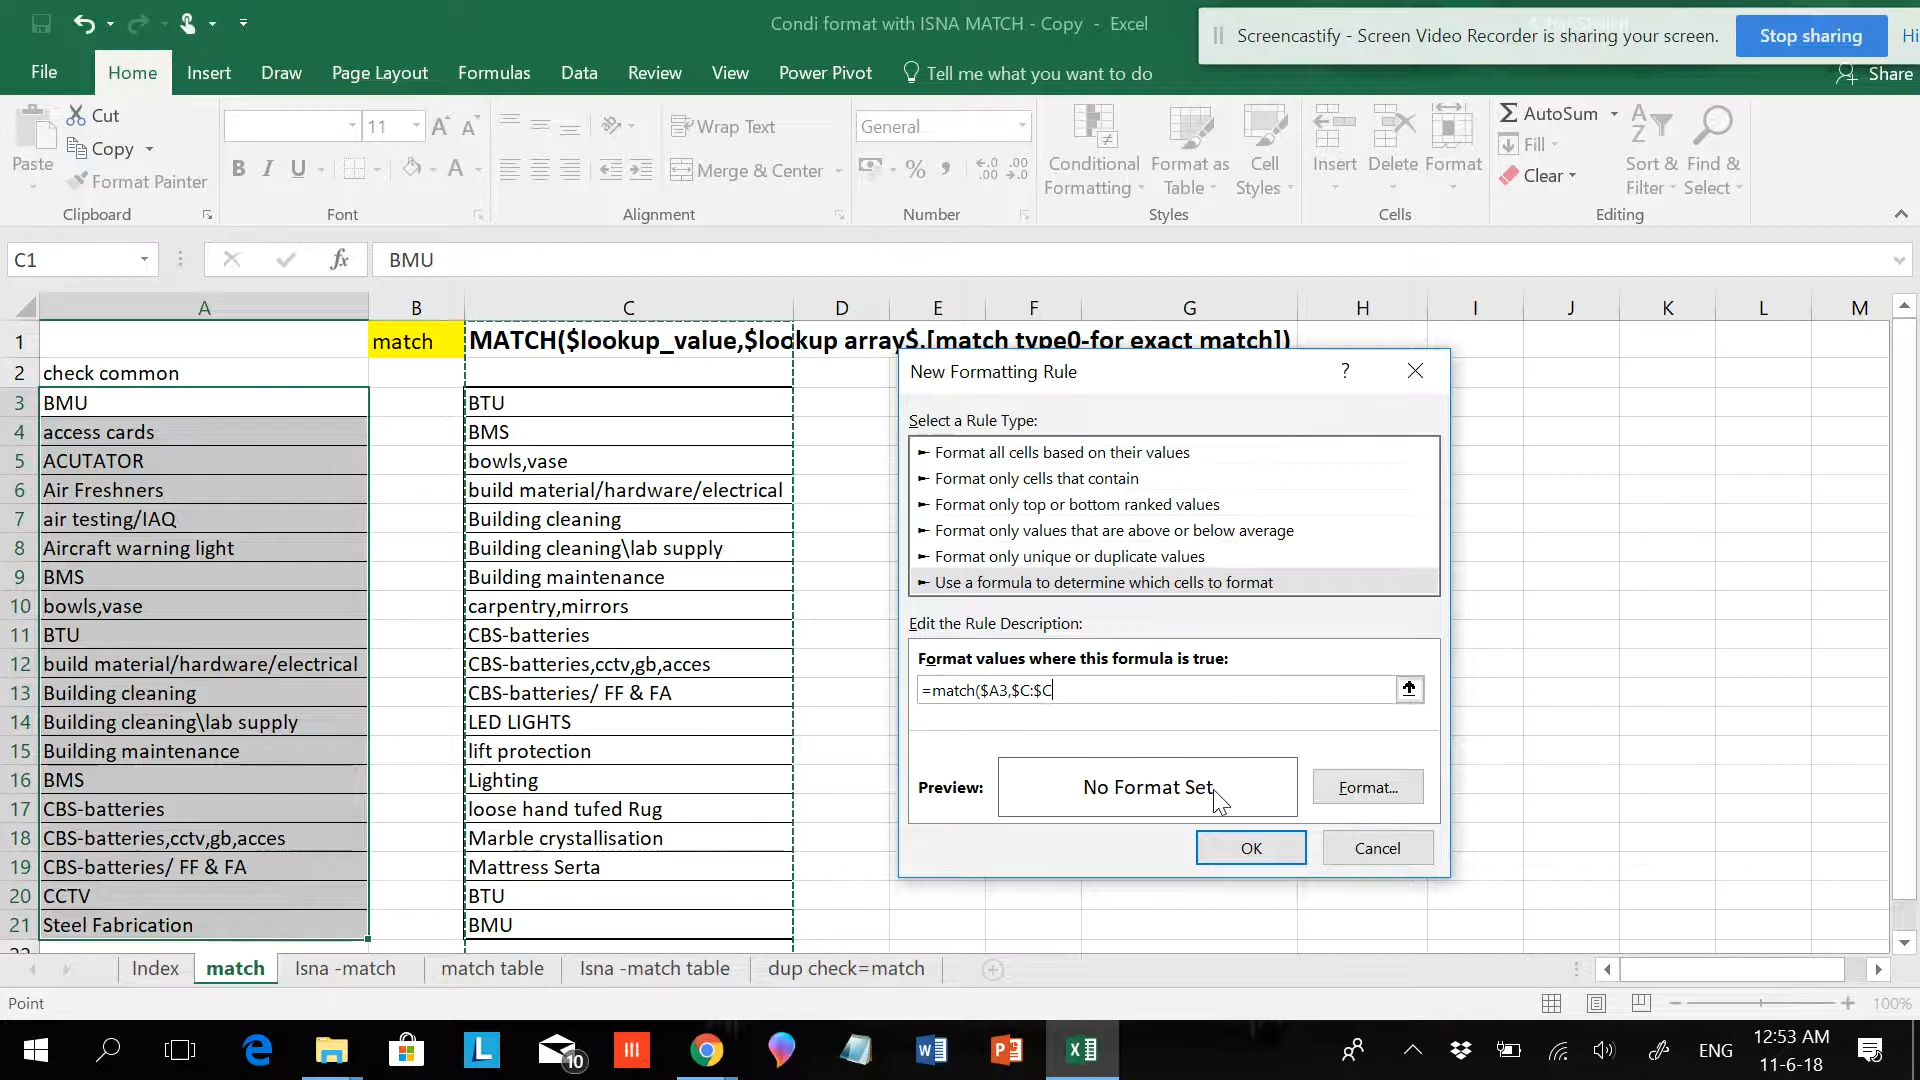 Condi format with ISNA MATCH - Copy - Excel
Screencastify - Screen Video Recorder is sharing your screen.
Stop sharing
Hi
File
Home
Insert
Draw
Page Layout
Formulas
Data
Review
View
Power Pivot
Tell me what you want to do
Share
Paste
Cut
Copy
Format Painter
Clipboard
11
B I U
Font
Wrap Text
Merge & Center
Alignment
General
Number
Conditional Formatting
Format as Table
Cell Styles
Styles
Insert
Delete
Format
Cells
AutoSum
Fill
Clear
Sort & Filter
Find & Select
Editing
C1
fx
BMU
A B C D E F G H I J K L M
1 match MATCH($lookup_value,$lookup array$,[match type0-for exact match])
2 check common
3 BMU BTU
4 access cards BMS
5 ACUTATOR bowls,vase
6 Air Freshners build material/hardware/electrical
7 air testing/IAQ Building cleaning
8 Aircraft warning light Building cleaning\lab supply
9 BMS Building maintenance
10 bowls,vase carpentry,mirrors
11 BTU CBS-batteries
12 build material/hardware/electrical CBS-batteries,cctv,gb,acces
13 Building cleaning CBS-batteries/ FF & FA
14 Building cleaning\lab supply LED LIGHTS
15 Building maintenance lift protection
16 BMS Lighting
17 CBS-batteries loose hand tufed Rug
18 CBS-batteries,cctv,gb,acces Marble crystallisation
19 CBS-batteries/ FF & FA Mattress Serta
20 CCTV BTU
21 Steel Fabrication BMU
New Formatting Rule
? 
Select a Rule Type:
► Format all cells based on their values
► Format only cells that contain
► Format only top or bottom ranked values
► Format only values that are above or below average
► Format only unique or duplicate values
► Use a formula to determine which cells to format
Edit the Rule Description:
Format values where this formula is true:
=match($A3,$C:$C
Preview:
No Format Set
Format...
OK
Cancel
Index
match
Isna -match
match table
Isna -match table
dup check=match
Point
100%
10
ENG
12:53 AM
11-6-18